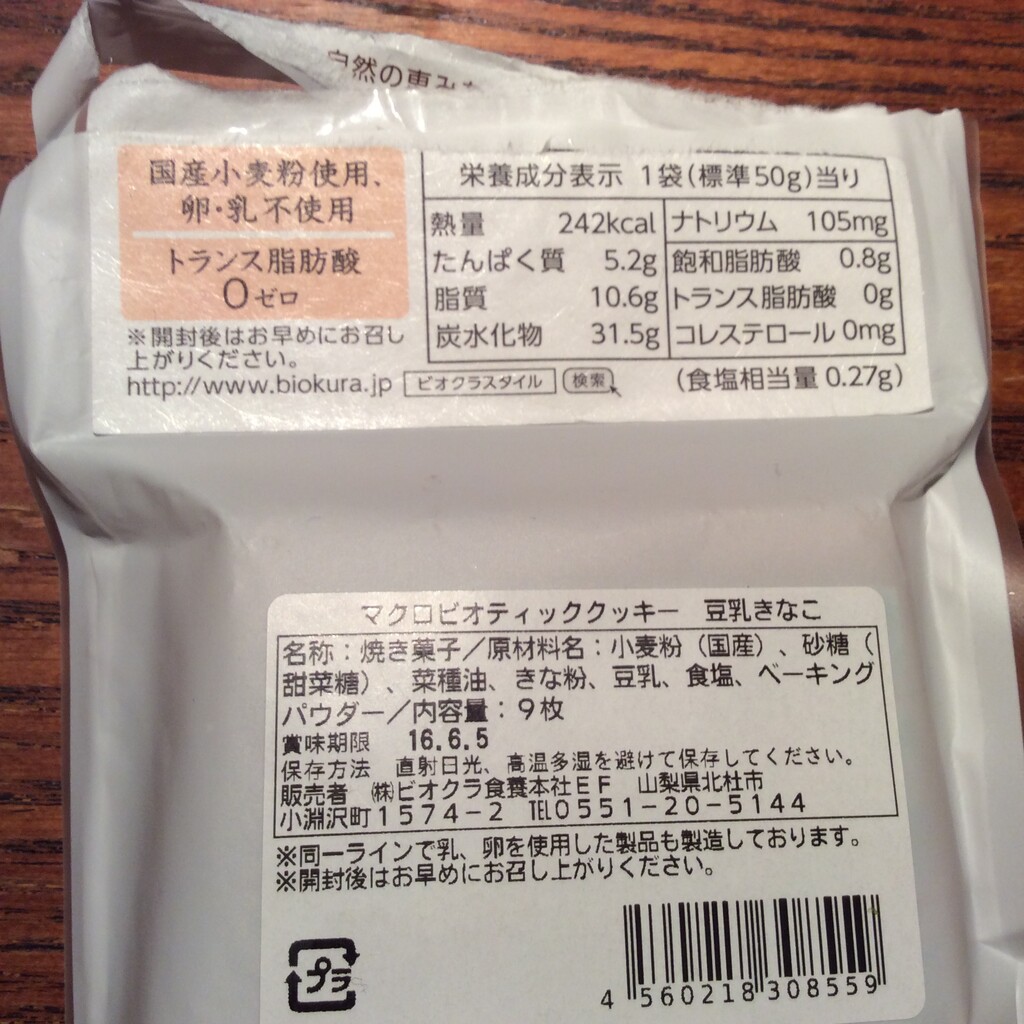 自然の恵み
国産小麦粉使用、
卵・乳不使用
トランス脂肪酸
0ゼロ
※開封後はお早めにお召し
上がりください。
http://www.biokura.jp ビオクラスタイル 検索
栄養成分表示 1袋(標準50g)当り
熱量 242kcal ナトリウム 105mg
たんぱく質 5.2g 飽和脂肪酸 0.8g
脂質 10.6g トランス脂肪酸 0g
炭水化物 31.5g コレステロール 0mg
(食塩相当量 0.27g)
マクロビオティッククッキー 豆乳きなこ
名称：焼き菓子／原材料名：小麦粉（国産）、砂糖（
甜菜糖）、菜種油、きな粉、豆乳、食塩、ベーキング
パウダー／内容量：９枚
賞味期限 16.6.5
保存方法 直射日光、高温多湿を避けて保存してください。
販売者 ㈱ビオクラ食養本社ＥＦ 山梨県北杜市
小淵沢町１５７４－２ ℡０５５１－２０－５１４４
※同一ラインで乳、卵を使用した製品も製造しております。
※開封後はお早めにお召し上がりください。
プラ
4 560218 308559